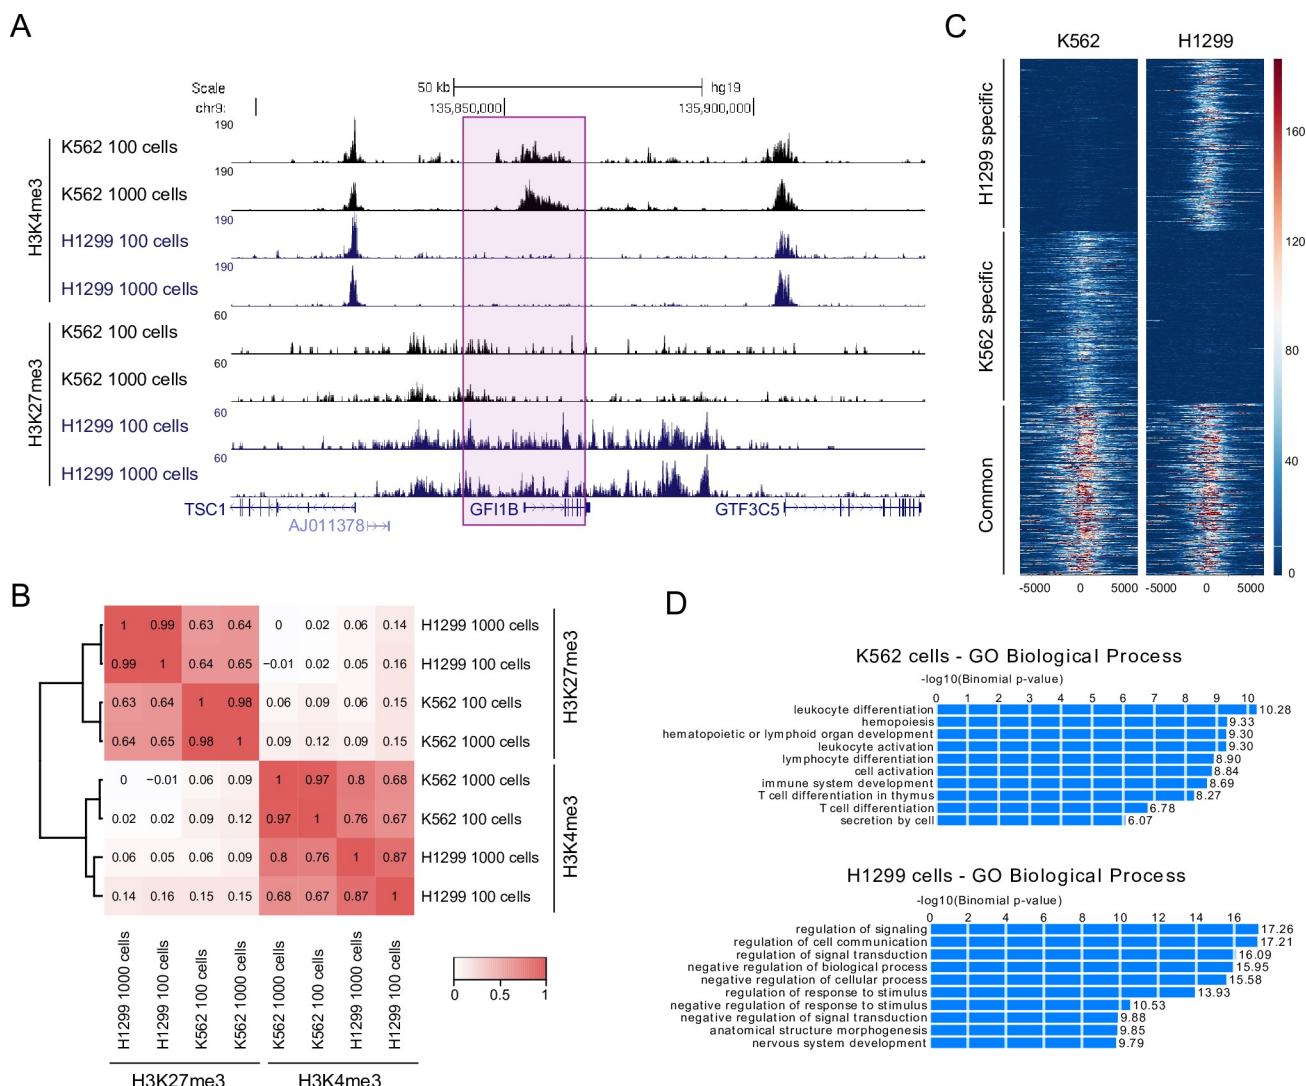 A
Scale 50 kb hg19
chr9: 135,850,000 135,900,000
H3K4me3
190
K562 100 cells
190
K562 1000 cells
190
H1299 100 cells
190
H1299 1000 cells
H3K27me3
60
K562 100 cells
60
K562 1000 cells
60
H1299 100 cells
60
H1299 1000 cells
TSC1 GFI1B GTF3C5
AJ011378
B
1 0.99 0.63 0.64 0 0.02 0.06 0.14 H1299 1000 cells
0.99 1 0.64 0.65 −0.01 0.02 0.05 0.16 H1299 100 cells
0.63 0.64 1 0.98 0.06 0.09 0.06 0.15 K562 100 cells
0.64 0.65 0.98 1 0.09 0.12 0.09 0.15 K562 1000 cells
0 −0.01 0.06 0.09 1 0.97 0.8 0.68 K562 1000 cells
0.02 0.02 0.09 0.12 0.97 1 0.76 0.67 K562 100 cells
0.06 0.05 0.06 0.09 0.8 0.76 1 0.87 H1299 1000 cells
0.14 0.16 0.15 0.15 0.68 0.67 0.87 1 H1299 100 cells
H3K27me3
H3K4me3
H1299 1000 cells
H1299 100 cells
K562 100 cells
K562 1000 cells
K562 1000 cells
K562 100 cells
H1299 1000 cells
H1299 100 cells
H3K27me3 H3K4me3
0 0.5 1
C
K562 H1299
H1299 specific
K562 specific
Common
160
120
80
40
0
-5000 0 5000 -5000 0 5000
D
K562 cells - GO Biological Process
-log10(Binomial p-value)
0 1 2 3 4 5 6 7 8 9 10
leukocyte differentiation 10.28
hemopoiesis 9.33
hematopoietic or lymphoid organ development 9.30
leukocyte activation 9.30
lymphocyte differentiation 8.90
cell activation 8.84
immune system development 8.69
T cell differentiation in thymus 8.27
T cell differentiation 6.78
secretion by cell 6.07
H1299 cells - GO Biological Process
-log10(Binomial p-value)
0 2 4 6 8 10 12 14 16
regulation of signaling 17.26
regulation of cell communication 17.21
regulation of signal transduction 16.09
negative regulation of biological process 15.95
negative regulation of cellular process 15.58
regulation of response to stimulus 13.93
negative regulation of response to stimulus 10.53
negative regulation of signal transduction 9.88
anatomical structure morphogenesis 9.85
nervous system development 9.79